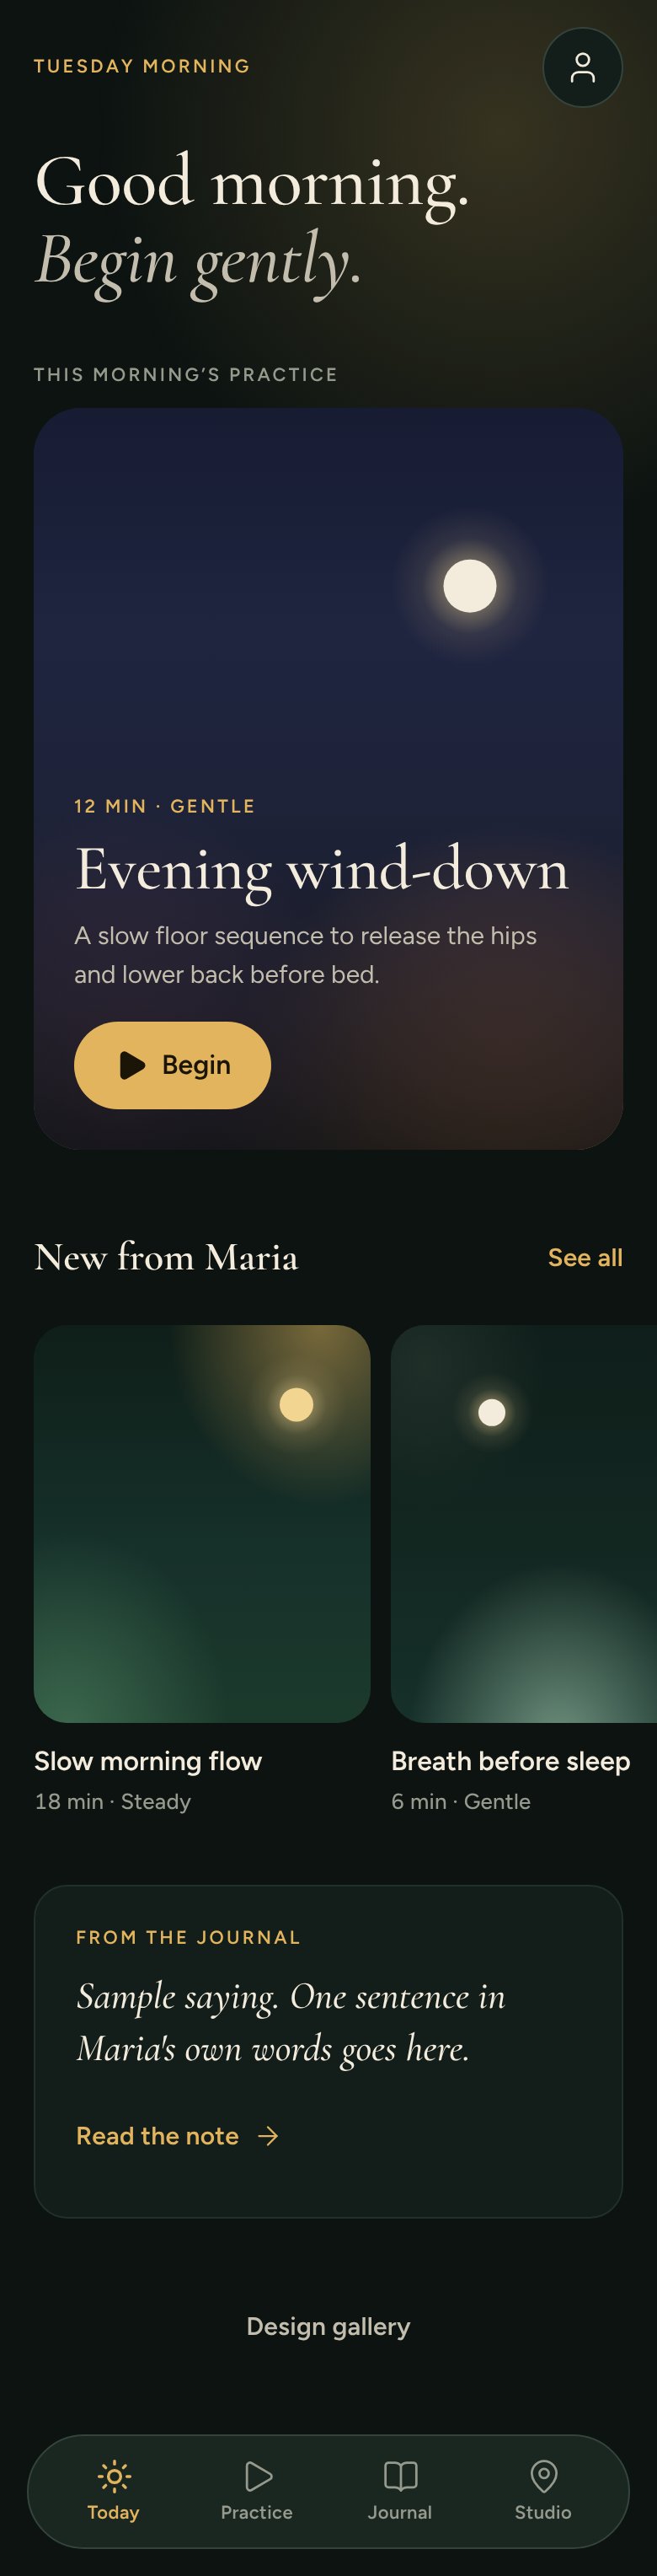 TUESDAY MORNING
Good morning.
Begin gently.
THIS MORNING’S PRACTICE
12 MIN · GENTLE
Evening wind-down
A slow floor sequence to release the hips
and lower back before bed.
Begin
New from Maria
See all
Slow morning flow
18 min · Steady
Breath before sleep
6 min · Gentle
FROM THE JOURNAL
Sample saying. One sentence in
Maria's own words goes here.
Read the note
Design gallery
Today
Practice
Journal
Studio